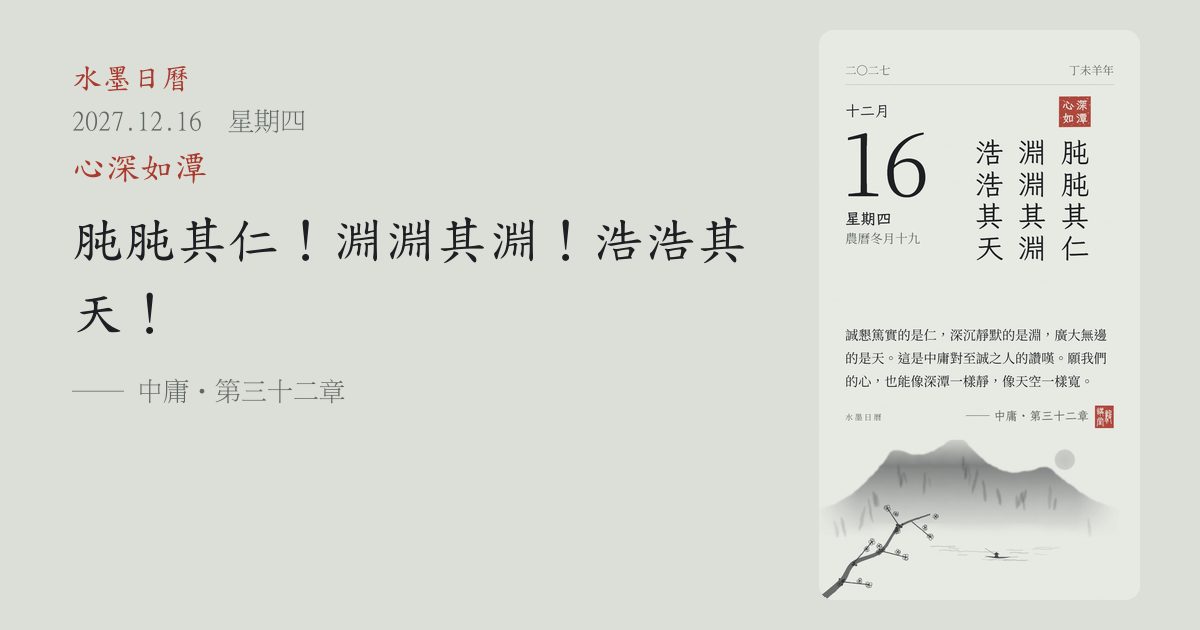 水墨日曆
2027.12.16 星期四
心深如潭
肫肫其仁！淵淵其淵！浩浩其
天！
—— 中庸・第三十二章
二〇二七
丁未羊年
十二月
16
星期四
農曆冬月十九
心深如潭
肫肫其仁
淵淵其淵
浩浩其天
誠懇篤實的是仁，深沉靜默的是淵，廣大無邊
的是天。這是中庸對至誠之人的讚嘆。願我們
的心，也能像深潭一樣靜，像天空一樣寬。
水墨日曆
—— 中庸・第三十二章